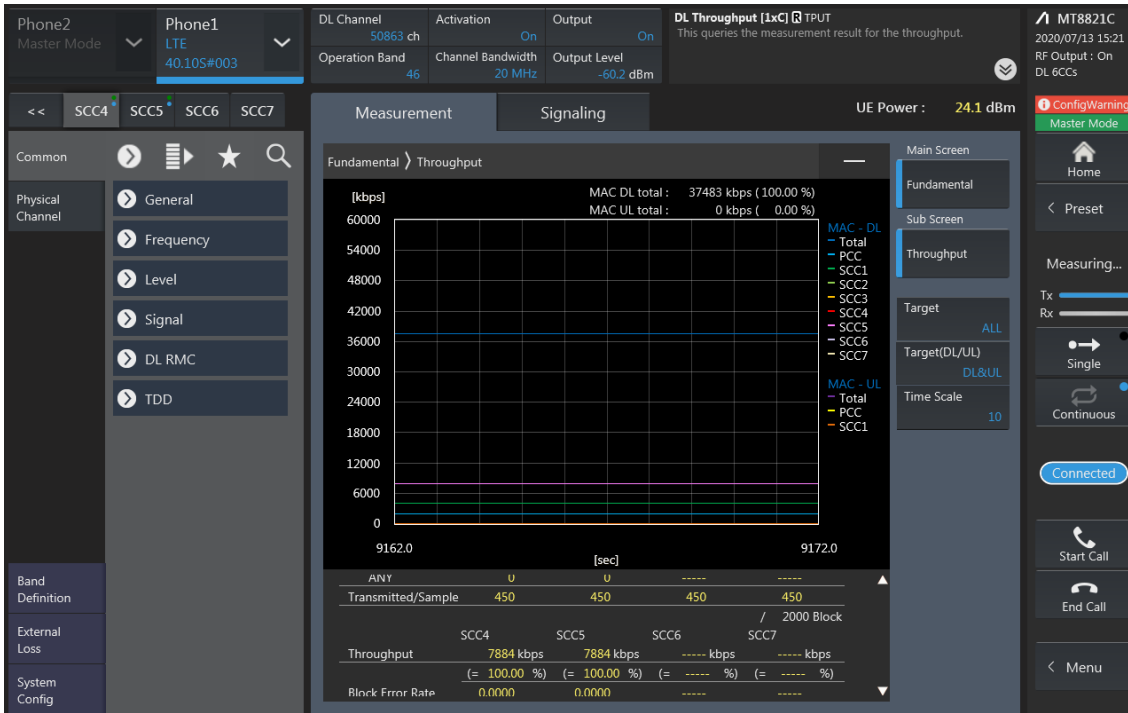 Phone2
Master Mode
Phone1
LTE
40.10S#003
DL Channel
50863 ch
Activation
On
Output
On
Operation Band
46
Channel Bandwidth
20 MHz
Output Level
-60.2 dBm
DL Throughput [1xC] R TPUT
This queries the measurement result for the throughput.
MT8821C
2020/07/13 15:21
RF Output : On
DL 6CCs
<< SCC4 SCC5 SCC6 SCC7
Measurement
Signaling
UE Power : 24.1 dBm
ConfigWarning
Master Mode
Common
Physical
Channel
General
Frequency
Level
Signal
DL RMC
TDD
Band
Definition
External
Loss
System
Config
Fundamental > Throughput
[kbps]
MAC DL total : 37483 kbps (100.00 %)
MAC UL total : 0 kbps ( 0.00 %)
60000
54000
48000
42000
36000
30000
24000
18000
12000
6000
0
9162.0
9172.0
[sec]
MAC - DL
Total
PCC
SCC1
SCC2
SCC3
SCC4
SCC5
SCC6
SCC7
MAC - UL
Total
PCC
SCC1
ANY 0 0 ----- -----
Transmitted/Sample 450 450 450 450
/ 2000 Block
SCC4 SCC5 SCC6 SCC7
Throughput 7884 kbps 7884 kbps ----- kbps ----- kbps
(= 100.00 %) (= 100.00 %) (= ----- %) (= ----- %)
Block Error Rate 0.0000 0.0000 ----- -----
Main Screen
Fundamental
Sub Screen
Throughput
Target
ALL
Target(DL/UL)
DL&UL
Time Scale
10
Home
< Preset
Measuring...
Tx
Rx
Single
Continuous
Connected
Start Call
End Call
< Menu